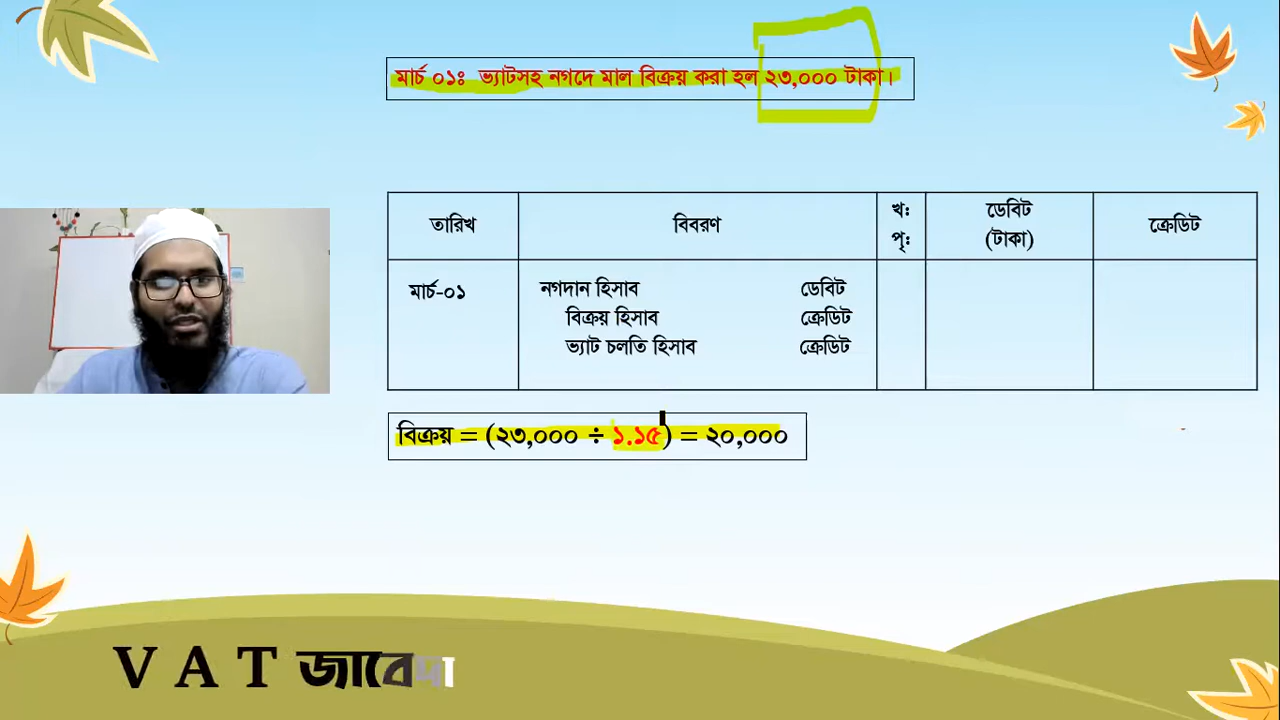 মার্চ ০১ঃ ভ্যাটসহ নগদে মাল বিক্রয় করা হল ২৩,০০০ টাকা।
তারিখ বিবরণ খঃ পৃঃ ডেবিট (টাকা) ক্রেডিট
মার্চ-০১ নগদান হিসাব ডেবিট
বিক্রয় হিসাব ক্রেডিট
ভ্যাট চলতি হিসাব ক্রেডিট
বিক্রয় = (২৩,০০০ ÷ ১.১৫) = ২০,০০০
V A T জাবেদা